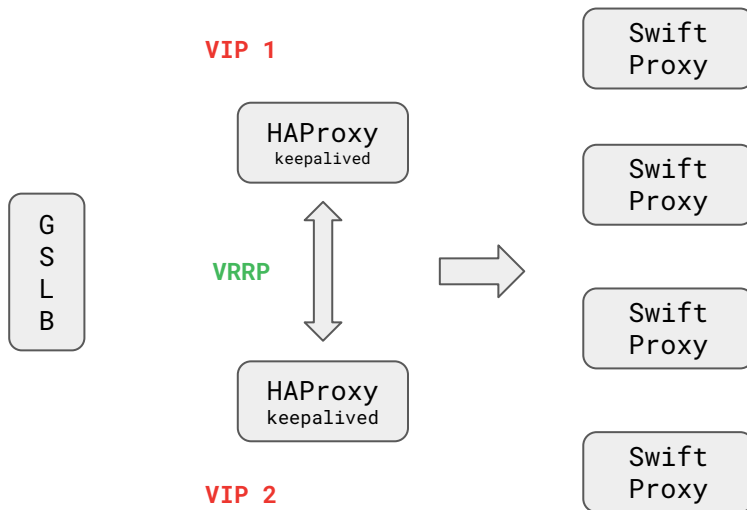 VIP 1
HAProxy
keepalived
G
S
L
B
VRRP
HAProxy
keepalived
VIP 2
Swift
Proxy
Swift
Proxy
Swift
Proxy
Swift
Proxy